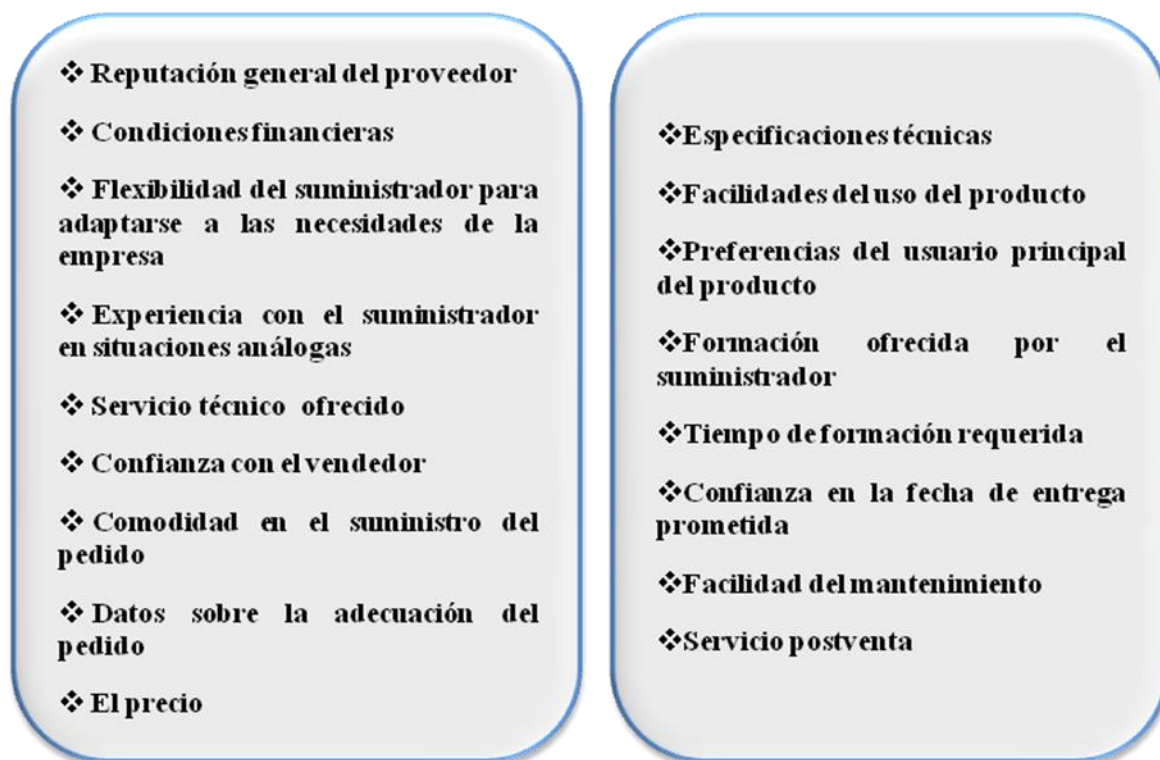 ❖ Reputación general del proveedor
❖ Condiciones financieras
❖ Flexibilidad del suministrador para
adaptarse a las necesidades de la
empresa
❖ Experiencia con el suministrador
en situaciones análogas
❖ Servicio técnico ofrecido
❖ Confianza con el vendedor
❖ Comodidad en el suministro del
pedido
❖ Datos sobre la adecuación del
pedido
❖ El precio
❖Especificaciones técnicas
❖Facilidades del uso del producto
❖Preferencias del usuario principal
del producto
❖Formación ofrecida por el
suministrador
❖Tiempo de formación requerida
❖Confianza en la fecha de entrega
prometida
❖Facilidad del mantenimiento
❖Servicio postventa